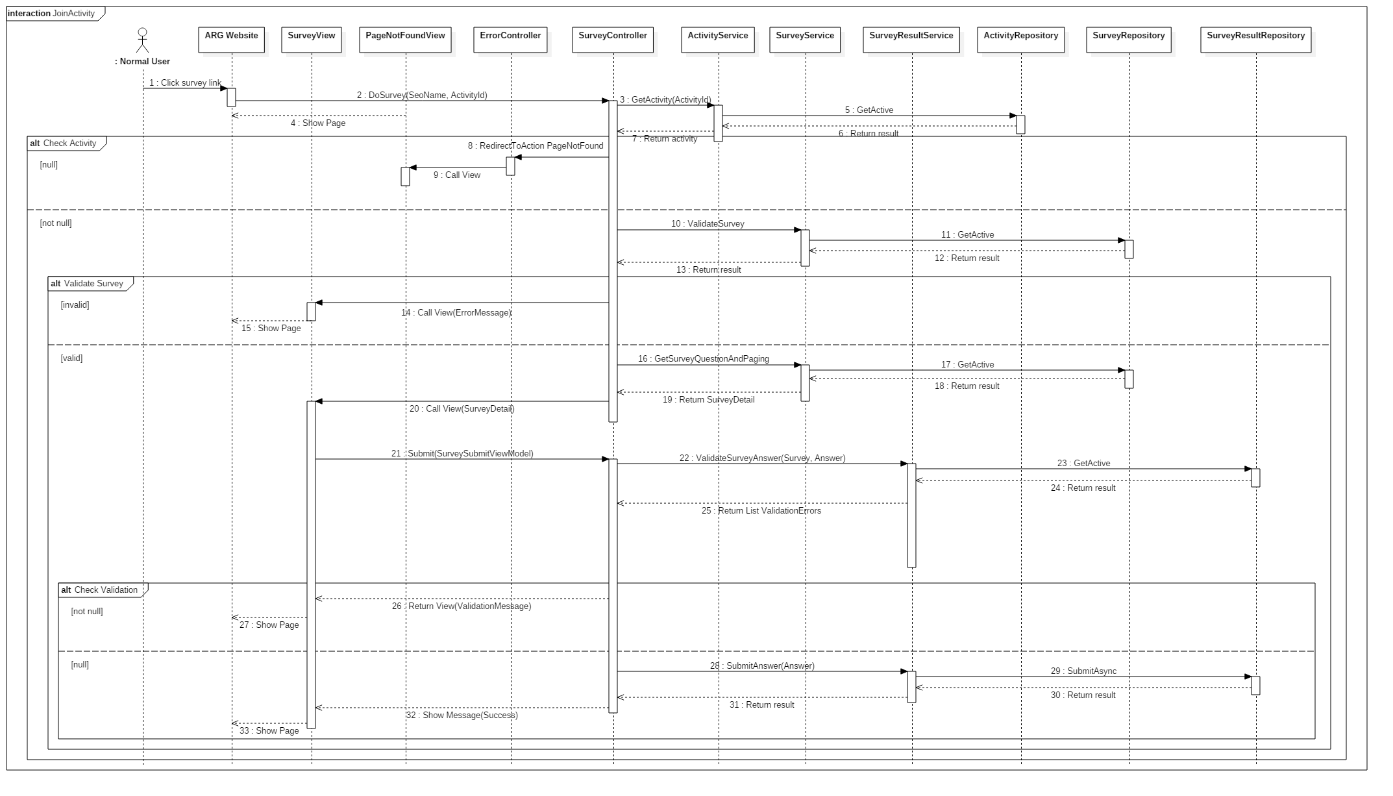 interaction JoinActivity
ARG Website
SurveyView
PageNotFoundView
ErrorController
SurveyController
ActivityService
SurveyService
SurveyResultService
ActivityRepository
SurveyRepository
SurveyResultRepository
: Normal User
1 : Click survey link
2 : DoSurvey(SeoName, ActivityId)
3 : GetActivity(ActivityId)
5 : GetActive
4 : Show Page
6 : Return result
7 : Return activity
alt Check Activity
8 : RedirectToAction PageNotFound
[null]
9 : Call View
[not null]
10 : ValidateSurvey
11 : GetActive
12 : Return result
13 : Return result
alt Validate Survey
[invalid]
14 : Call View(ErrorMessage)
15 : Show Page
[valid]
16 : GetSurveyQuestionAndPaging
17 : GetActive
18 : Return result
19 : Return SurveyDetail
20 : Call View(SurveyDetail)
21 : Submit(SurveySubmitViewModel)
22 : ValidateSurveyAnswer(Survey, Answer)
23 : GetActive
24 : Return result
25 : Return List ValidationErrors
alt Check Validation
26 : Return View(ValidationMessage)
[not null]
27 : Show Page
[null]
28 : SubmitAnswer(Answer)
29 : SubmitAsync
30 : Return result
31 : Return result
32 : Show Message(Success)
33 : Show Page